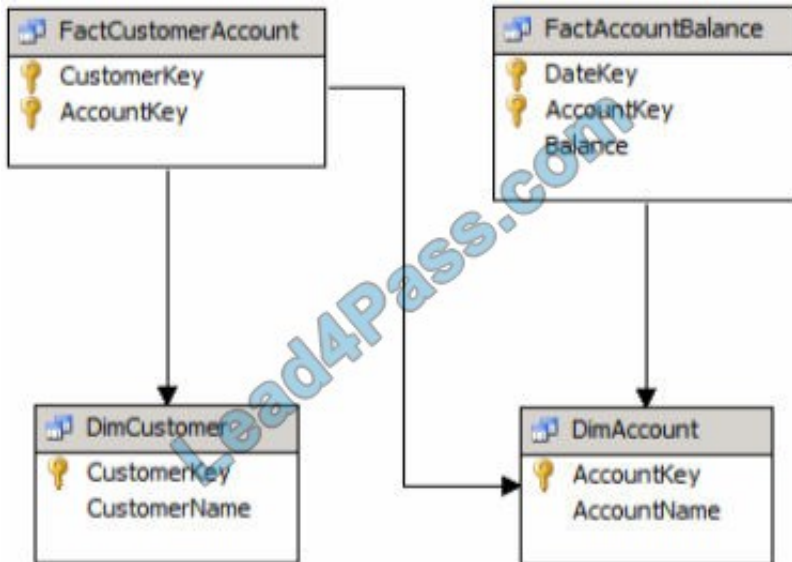 FactCustomerAccount
CustomerKey
AccountKey
FactAccountBalance
DateKey
AccountKey
Balance
Lead4Pass.com
DimCustomer
CustomerKey
CustomerName
DimAccount
AccountKey
AccountName